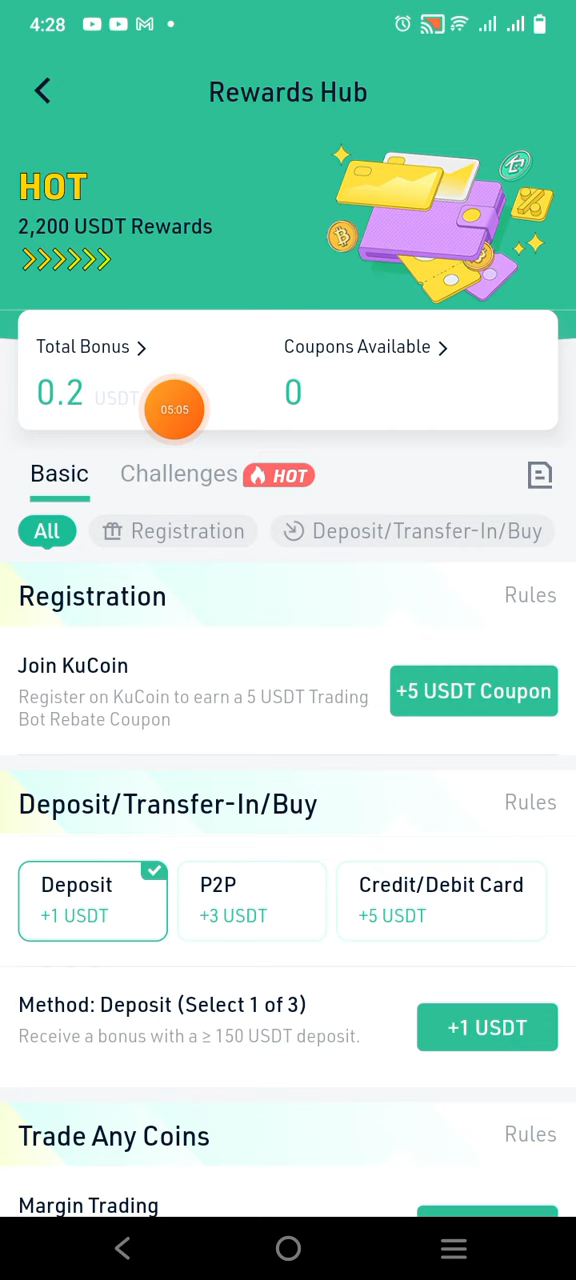 4:28
Rewards Hub
HOT
2,200 USDT Rewards
Total Bonus
Coupons Available
0.2 USDT
0
05:05
Basic
Challenges
HOT
All
Registration
Deposit/Transfer-In/Buy
Registration
Rules
Join KuCoin
Register on KuCoin to earn a 5 USDT Trading
Bot Rebate Coupon
+5 USDT Coupon
Deposit/Transfer-In/Buy
Rules
Deposit
+1 USDT
P2P
+3 USDT
Credit/Debit Card
+5 USDT
Method: Deposit (Select 1 of 3)
Receive a bonus with a ≥ 150 USDT deposit.
+1 USDT
Trade Any Coins
Rules
Margin Trading